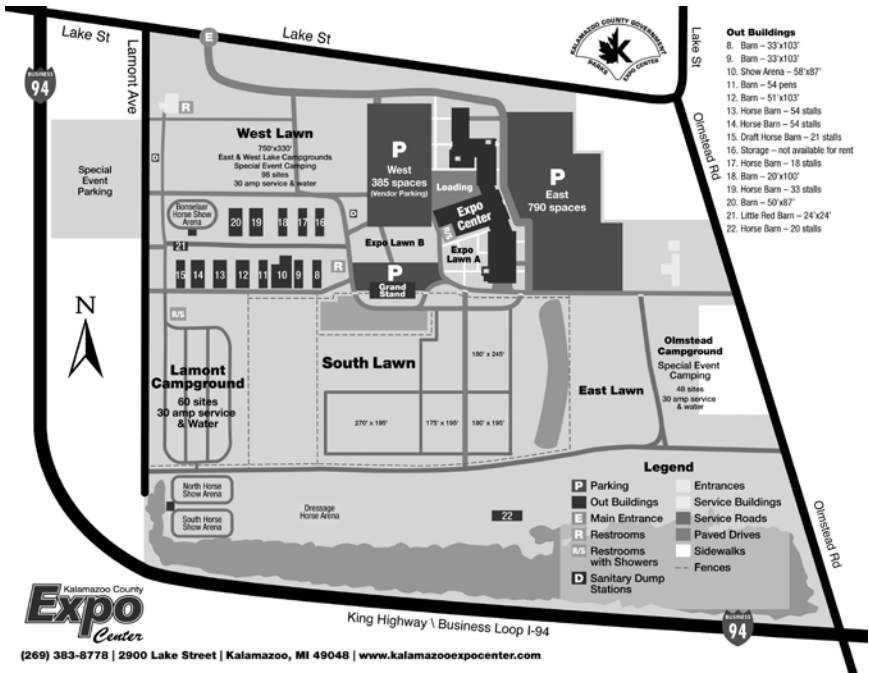 Lake St
Lake St
E
Lamont Ave
BUSINESS
94
KALAMAZOO COUNTY GOVERNMENT
K
PARKS
EXPO CENTER
Lake St
Olmstead Rd
Out Buildings
8. Barn – 33'x103'
9. Barn – 33'x103'
10. Show Arena – 58'x87'
11. Barn – 54 pens
12. Barn – 51'x103'
13. Horse Barn – 54 stalls
14. Horse Barn – 54 stalls
15. Draft Horse Barn – 21 stalls
16. Storage – not available for rent
17. Horse Barn – 18 stalls
18. Barn – 20'x100'
19. Horse Barn – 33 stalls
20. Barn – 50'x87'
21. Little Red Barn – 24'x24'
22. Horse Barn – 20 stalls
R
West Lawn
750'x330'
East & West Lake Campgrounds
Special Event Camping
98 sites
30 amp service & water
D
D
P
West
385 spaces
(Vendor Parking)
Loading
Expo
Center
R/S
P
East
790 spaces
Special
Event
Parking
Bonselaar
Horse Show
Arena
20 19 18 17 16
21
Expo Lawn B
Expo
Lawn A
15 14 13 12 11 10 9 8
R
P
Grand
Stand
N
R/S
Lamont
Campground
60 sites
30 amp service
& Water
South Lawn
180' x 245'
270' x 195'
175' x 195'
180' x 195'
East Lawn
Olmstead
Campground
Special Event
Camping
48 sites
30 amp service
& water
North Horse
Show Arena
South Horse
Show Arena
Dressage
Horse Arena
22
Legend
P Parking
Out Buildings
E Main Entrance
R Restrooms
R/S Restrooms
with Showers
D Sanitary Dump
Stations
Entrances
Service Buildings
Service Roads
Paved Drives
Sidewalks
Fences
Olmstead Rd
King Highway \ Business Loop I-94
BUSINESS
94
Kalamazoo County
Expo
Center
(269) 383-8778 | 2900 Lake Street | Kalamazoo, MI 49048 | www.kalamazooexpocenter.com